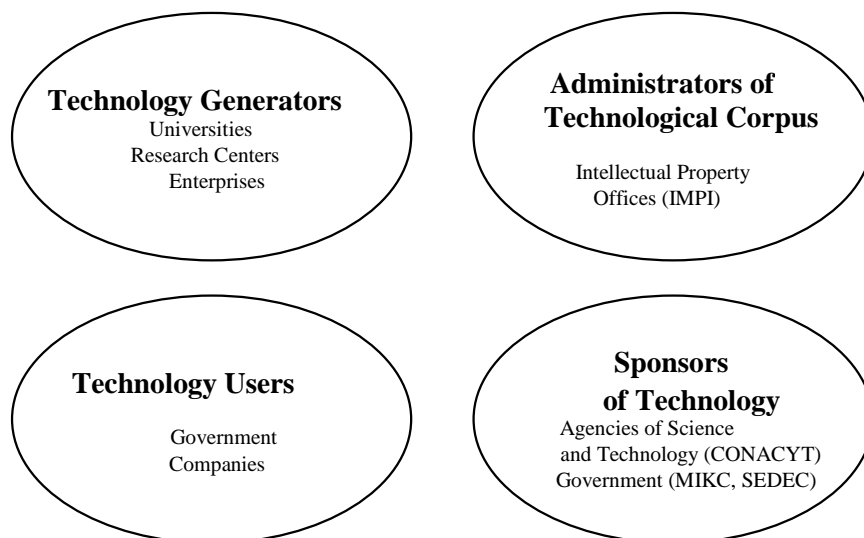 Technology Generators
Universities
Research Centers
Enterprises
Administrators of
Technological Corpus
Intellectual Property
Offices (IMPI)
Technology Users
Government
Companies
Sponsors
of Technology
Agencies of Science
and Technology (CONACYT)
Government (MIKC, SEDEC)